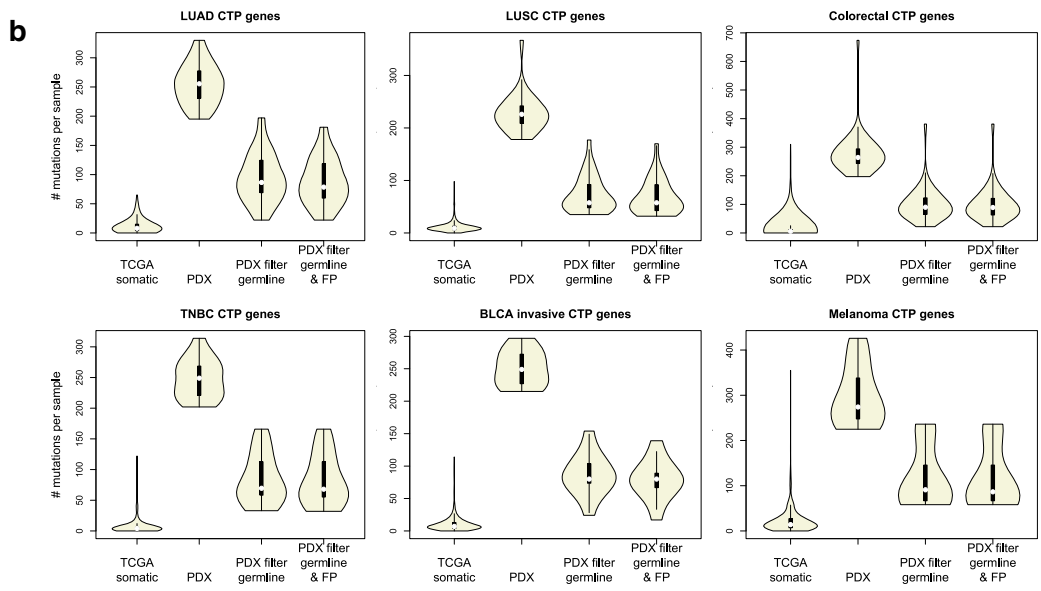 b
LUAD CTP genes
# mutations per sample
300
250
200
150
100
50
0
TCGA somatic
PDX
PDX filter germline
PDX filter germline & FP
LUSC CTP genes
300
200
100
0
TCGA somatic
PDX
PDX filter germline
PDX filter germline & FP
Colorectal CTP genes
700
600
500
400
300
200
100
0
TCGA somatic
PDX
PDX filter germline
PDX filter germline & FP
TNBC CTP genes
# mutations per sample
300
250
200
150
100
50
0
TCGA somatic
PDX
PDX filter germline
PDX filter germline & FP
BLCA invasive CTP genes
300
250
200
150
100
50
0
TCGA somatic
PDX
PDX filter germline
PDX filter germline & FP
Melanoma CTP genes
400
300
200
100
0
TCGA somatic
PDX
PDX filter germline
PDX filter germline & FP